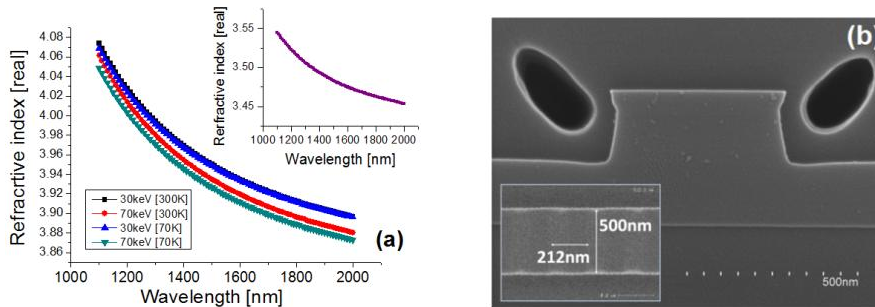 4.08
4.06
4.04
4.02
4.00
3.98
3.96
3.94
3.92
3.90
3.88
3.86
Refractive index [real]
1000 1200 1400 1600 1800 2000
Wavelength [nm]
30keV [300K]
70keV [300K]
30keV [70K]
70keV [70K]
(a)
3.55
3.50
3.45
Rerfractive index [real]
1000 1200 1400 1600 1800 2000
Wavelength [nm]
(b)
500nm
212nm
500nm